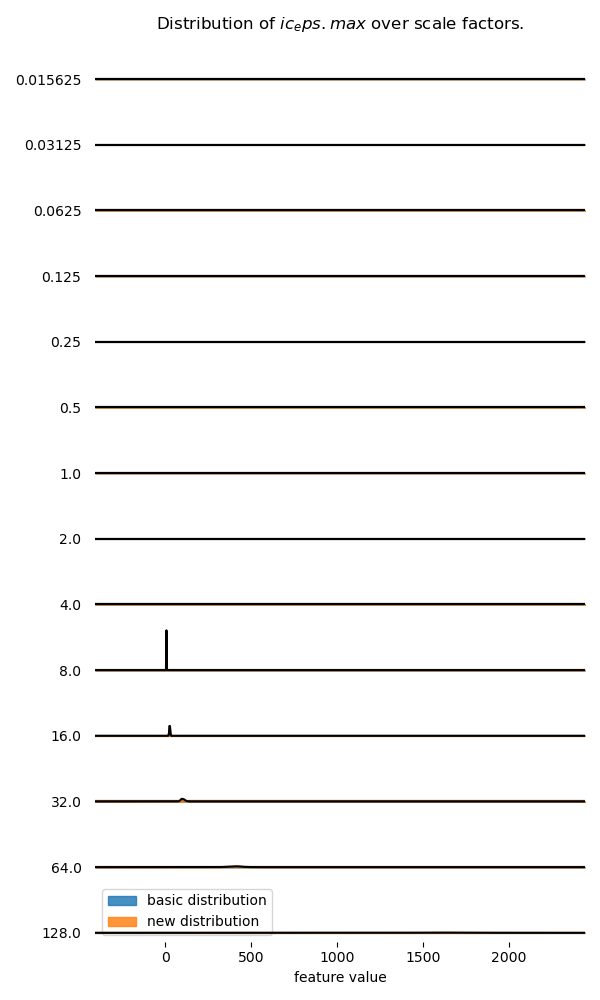 Distribution of ic_eps.max over scale factors.
0.015625
0.03125
0.0625
0.125
0.25
0.5
1.0
2.0
4.0
8.0
16.0
32.0
64.0
basic distribution
new distribution
128.0
0 500 1000 1500 2000
feature value